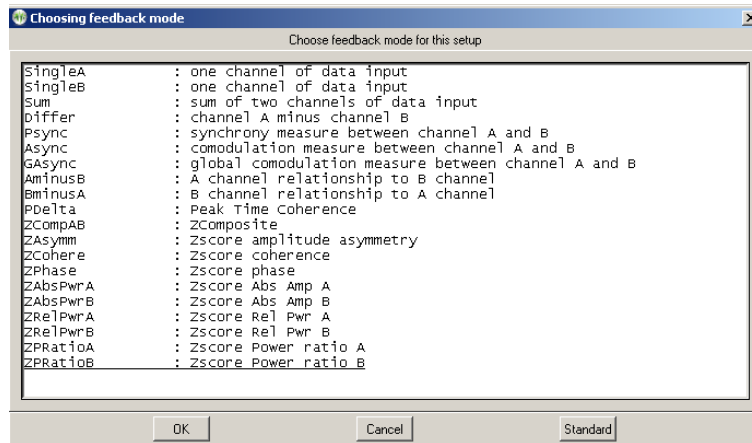 Choosing feedback mode
Choose feedback mode for this setup
SingleA : one channel of data input
SingleB : one channel of data input
Sum : sum of two channels of data input
Differ : channel A minus channel B
Psync : synchrony measure between channel A and B
Async : comodulation measure between channel A and B
GAsync : global comodulation measure between channel A and B
AminusB : A channel relationship to B channel
BminusA : B channel relationship to A channel
PDelta : Peak Time Coherence
ZCompAB : ZComposite
ZAsymm : Zscore amplitude asymmetry
ZCohere : Zscore coherence
ZPhase : Zscore phase
ZAbsPwrA : Zscore Abs Amp A
ZAbsPwrB : Zscore Abs Amp B
ZRelPwrA : Zscore Rel Pwr A
ZRelPwrB : Zscore Rel Pwr B
ZPRatioA : Zscore Power ratio A
ZPRatioB : Zscore Power ratio B
OK Cancel Standard